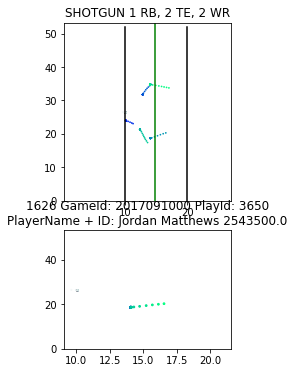 SHOTGUN 1 RB, 2 TE, 2 WR
50
40
30
20
10
0
10
20
1626 GameId: 2017091000 PlayId: 3650
PlayerName + ID: Jordan Matthews 2543500.0
40
20
0
10.0 12.5 15.0 17.5 20.0